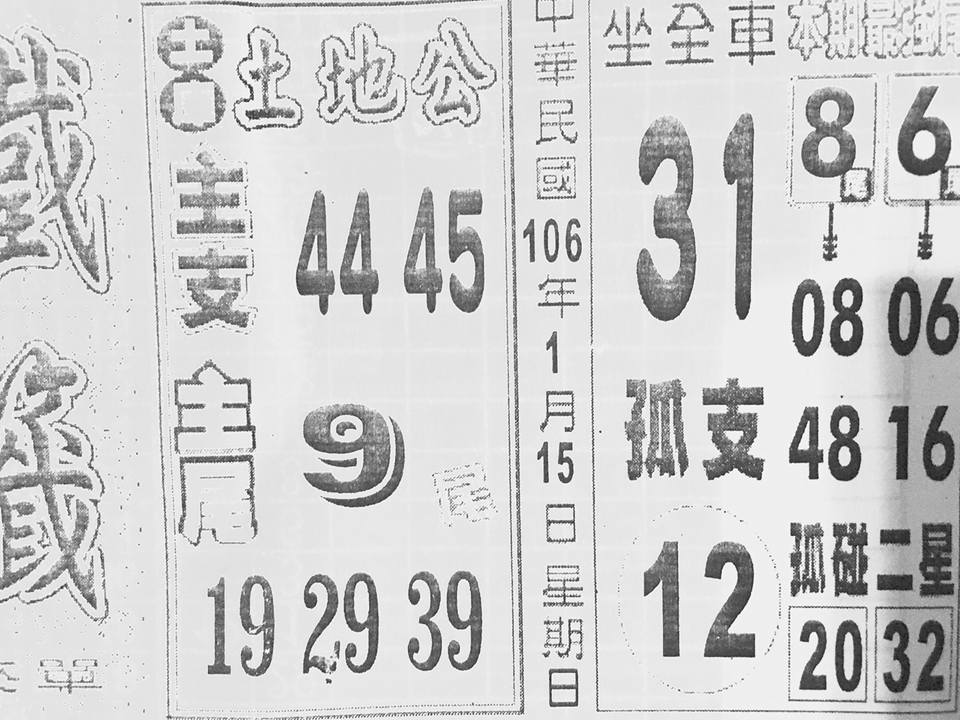 土地公
主支
44 45
主尾
9 尾
19 29 39
中華民國106年1月15日星期日
坐全車
31
孤支
12
本期最
8尾 6
08 06
48 16
孤碰二星
20 32